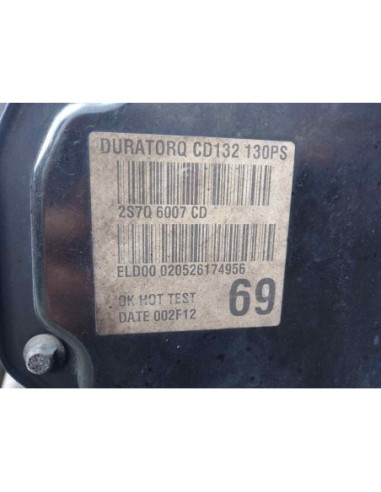 DURATORQ CD132 130PS
2S7Q 6007 CD
ELD00 020526174956
OK HOT TEST
DATE 002F12
69